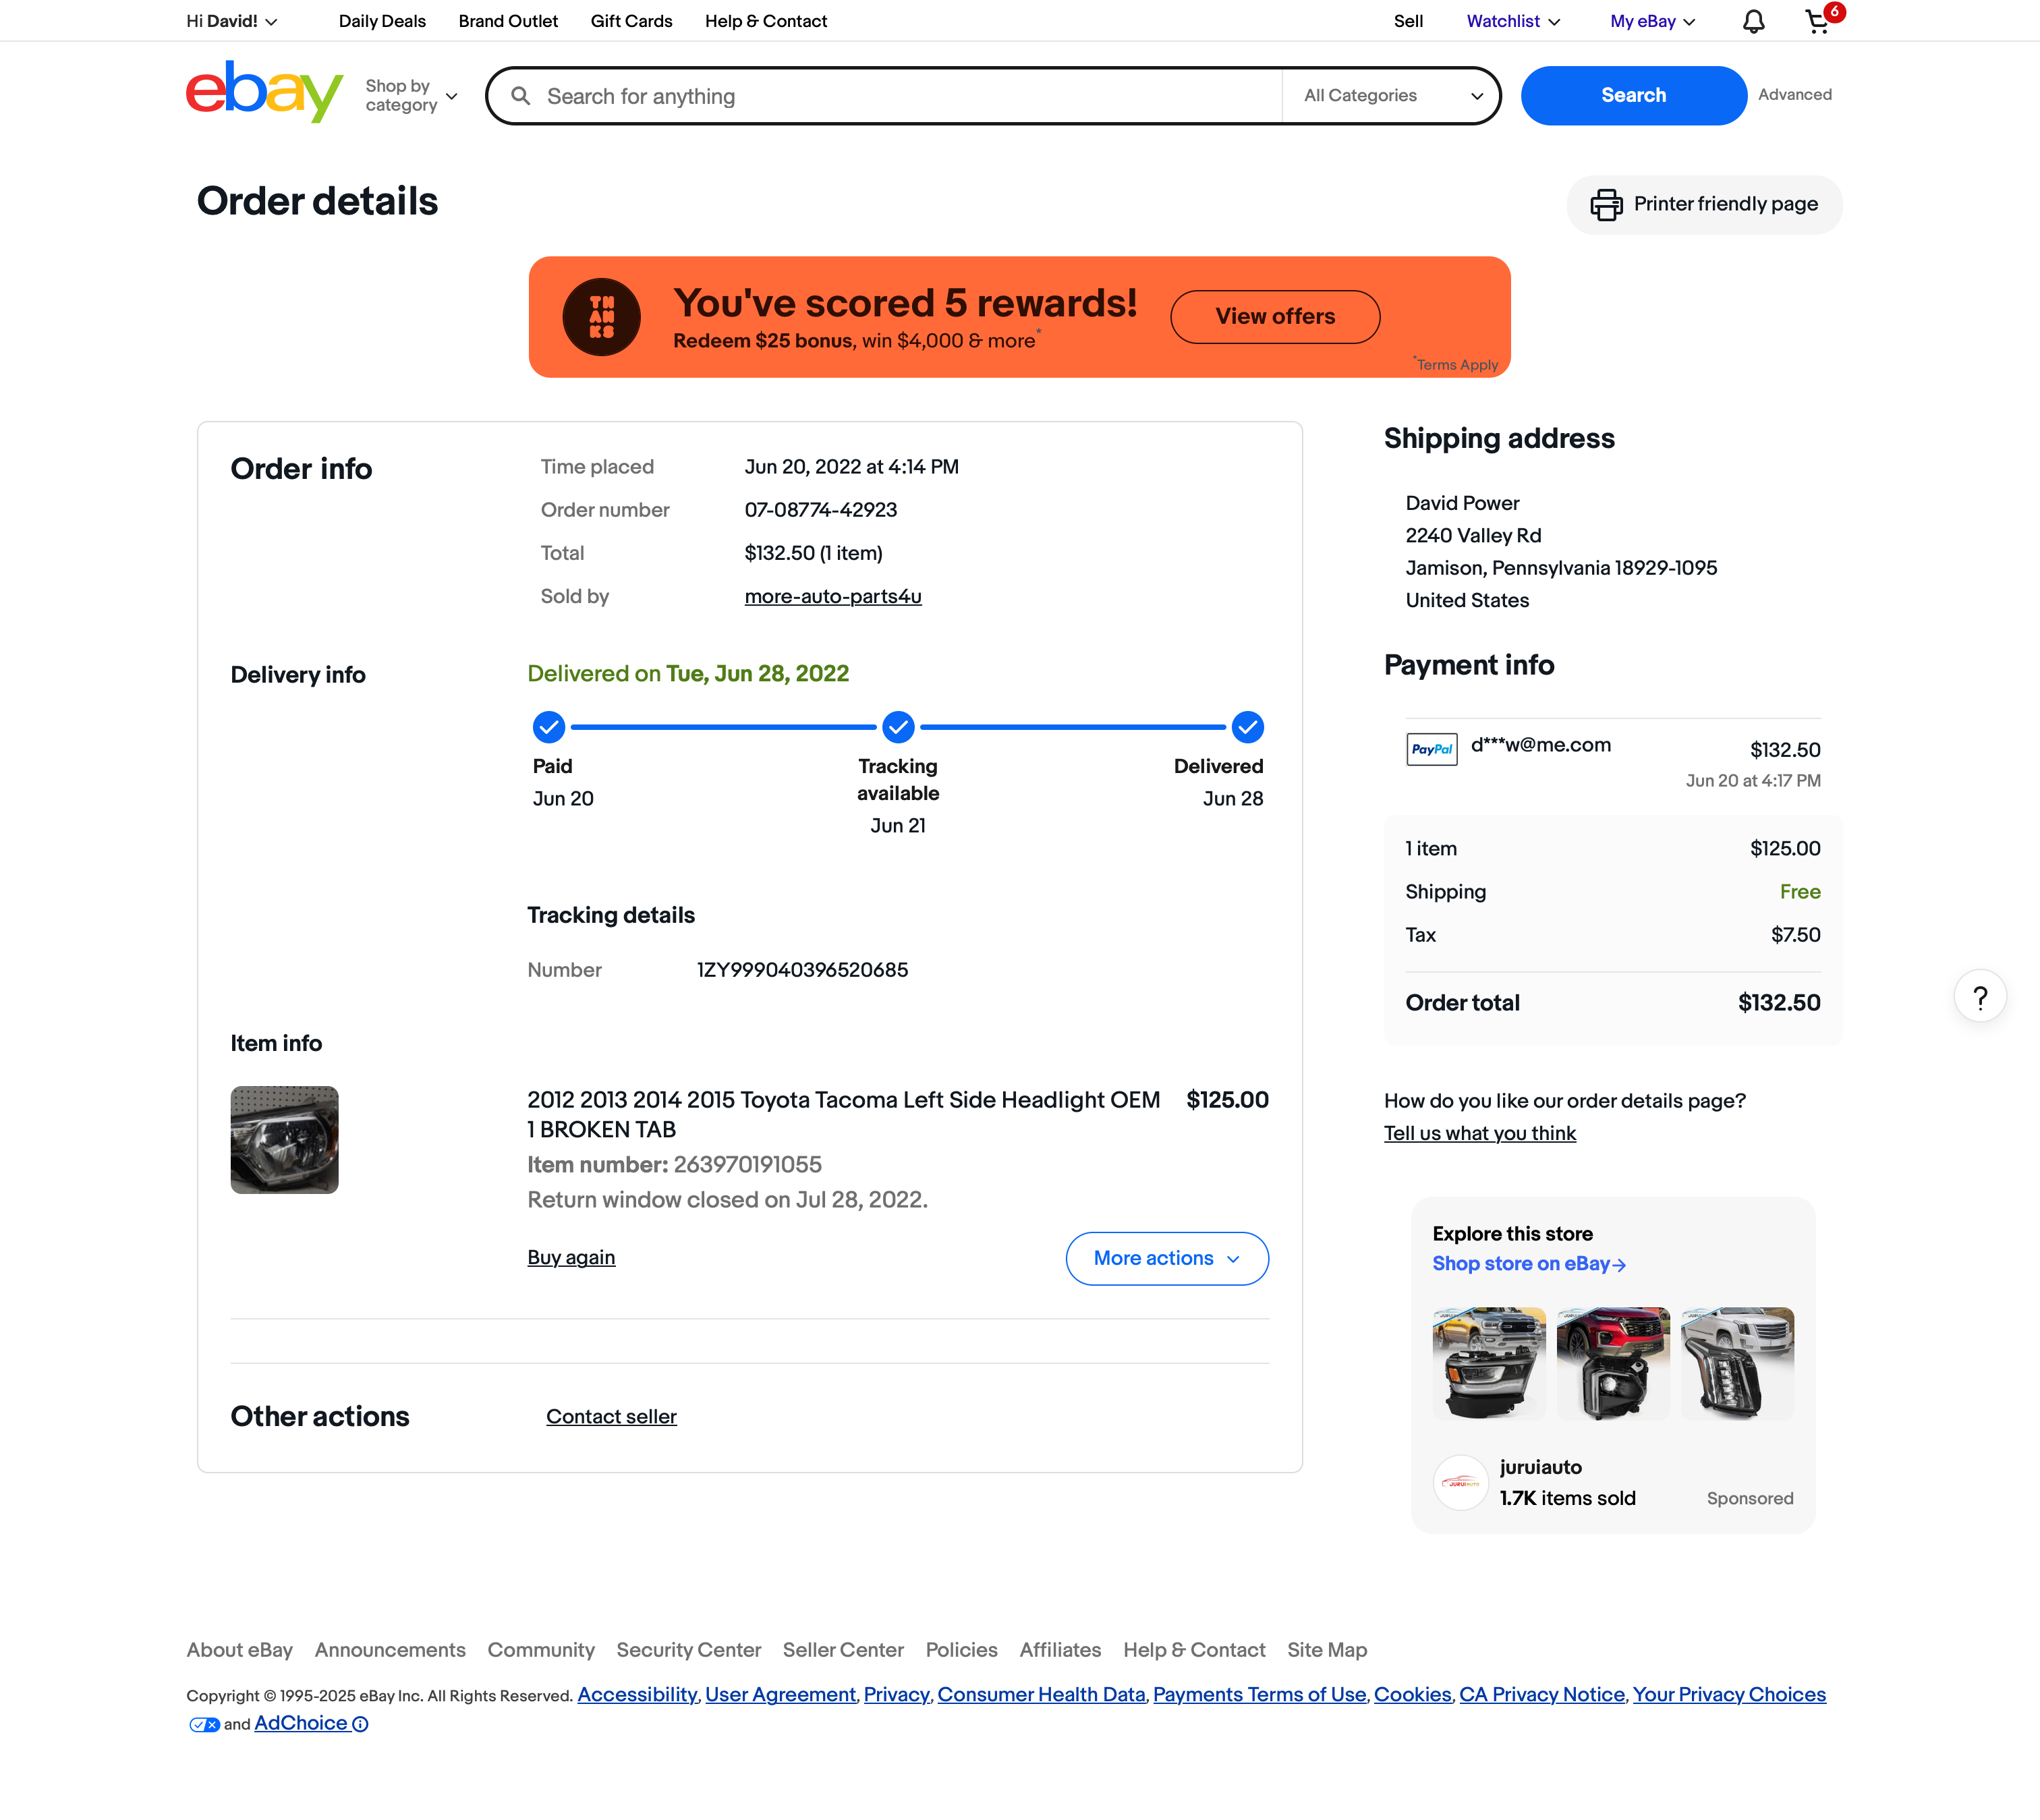 Hi David!
Daily Deals
Brand Outlet
Gift Cards
Help & Contact
Sell
Watchlist
My eBay
6
ebay
Shop by
category
Search for anything
All Categories
Search
Advanced
Order details
Printer friendly page
TH
AN
KS
You've scored 5 rewards!
Redeem $25 bonus, win $4,000 & more*
View offers
*Terms Apply
Order info
Time placed Jun 20, 2022 at 4:14 PM
Order number 07-08774-42923
Total $132.50 (1 item)
Sold by more-auto-parts4u
Delivery info
Delivered on Tue, Jun 28, 2022
Paid
Jun 20
Tracking
available
Jun 21
Delivered
Jun 28
Tracking details
Number 1ZY999040396520685
Item info
2012 2013 2014 2015 Toyota Tacoma Left Side Headlight OEM $125.00
1 BROKEN TAB
Item number: 263970191055
Return window closed on Jul 28, 2022.
Buy again
More actions
Other actions
Contact seller
Shipping address
David Power
2240 Valley Rd
Jamison, Pennsylvania 18929-1095
United States
Payment info
PayPal d***w@me.com $132.50
Jun 20 at 4:17 PM
1 item $125.00
Shipping Free
Tax $7.50
Order total $132.50
?
How do you like our order details page?
Tell us what you think
Explore this store
Shop store on eBay
JURUIAUTO
juruiauto
1.7K items sold
Sponsored
About eBay Announcements Community Security Center Seller Center Policies Affiliates Help & Contact Site Map
Copyright © 1995-2025 eBay Inc. All Rights Reserved. Accessibility, User Agreement, Privacy, Consumer Health Data, Payments Terms of Use, Cookies, CA Privacy Notice, Your Privacy Choices
and AdChoice